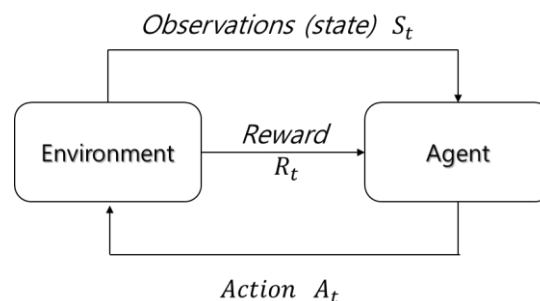 Observations (state) S_t
Environment
Reward
R_t
Agent
Action A_t